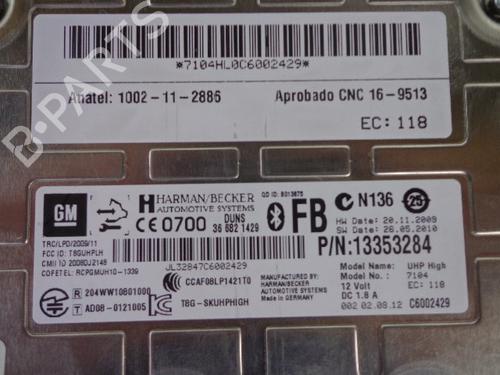 *7104HL0C6002429*
Anatel: 1002-11-2886
Aprobado CNC 16-9513
EC: 118
B-PARTS
GM
HARMAN/BECKER
AUTOMOTIVE SYSTEMS
QD ID: B013875
FB
N136
HW Date: 20.11.2009
SW Date: 26.05.2010
TRC/LPD/2009/11
FCC ID: T8GUHPLH
CMII ID 2008DJ2148
COFETEL: RCPGMUH10-1339
CE 0700
DUNS
36 682 1429
P/N:13353284
JL32847C6002429
R 204WW10801000
T AD08-0121005
CCAF08LP1421T0
T8G-SKUHPHIGH
Manufactured by:
HARMAN/BECKER
AUTOMOTIVE SYSTEMS
Made in GERMANY
Model Name: UHP High
Model No.: 7104
12 Volt EC: 118
DC 1.8 A
002 02.08.12 C6002429